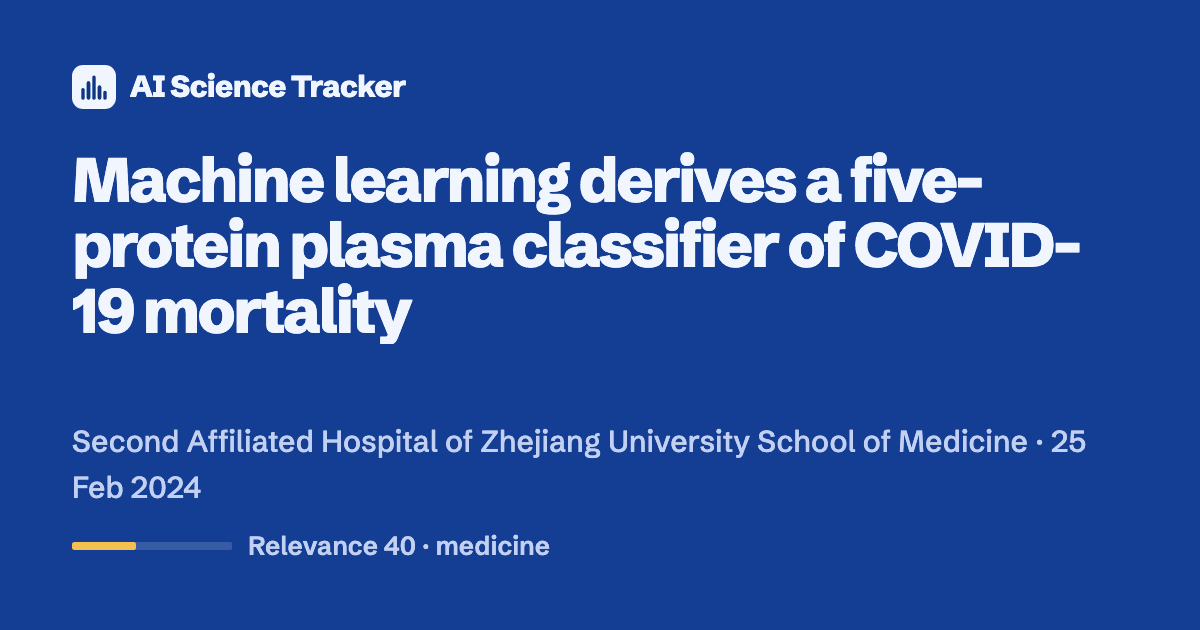 AI Science Tracker
Machine learning derives a five-
protein plasma classifier of COVID-
19 mortality
Second Affiliated Hospital of Zhejiang University School of Medicine · 25
Feb 2024
Relevance 40 · medicine